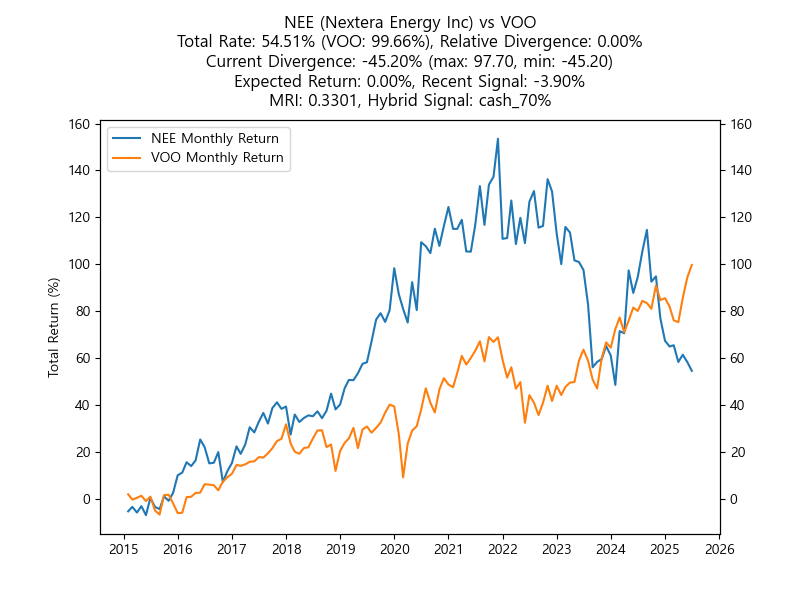 NEE (Nextera Energy Inc) vs VOO
Total Rate: 54.51% (VOO: 99.66%), Relative Divergence: 0.00%
Current Divergence: -45.20% (max: 97.70, min: -45.20)
Expected Return: 0.00%, Recent Signal: -3.90%
MRI: 0.3301, Hybrid Signal: cash_70%
NEE Monthly Return
VOO Monthly Return
Total Return (%)
160
140
120
100
80
60
40
20
0
160
140
120
100
80
60
40
20
0
2015 2016 2017 2018 2019 2020 2021 2022 2023 2024 2025 2026